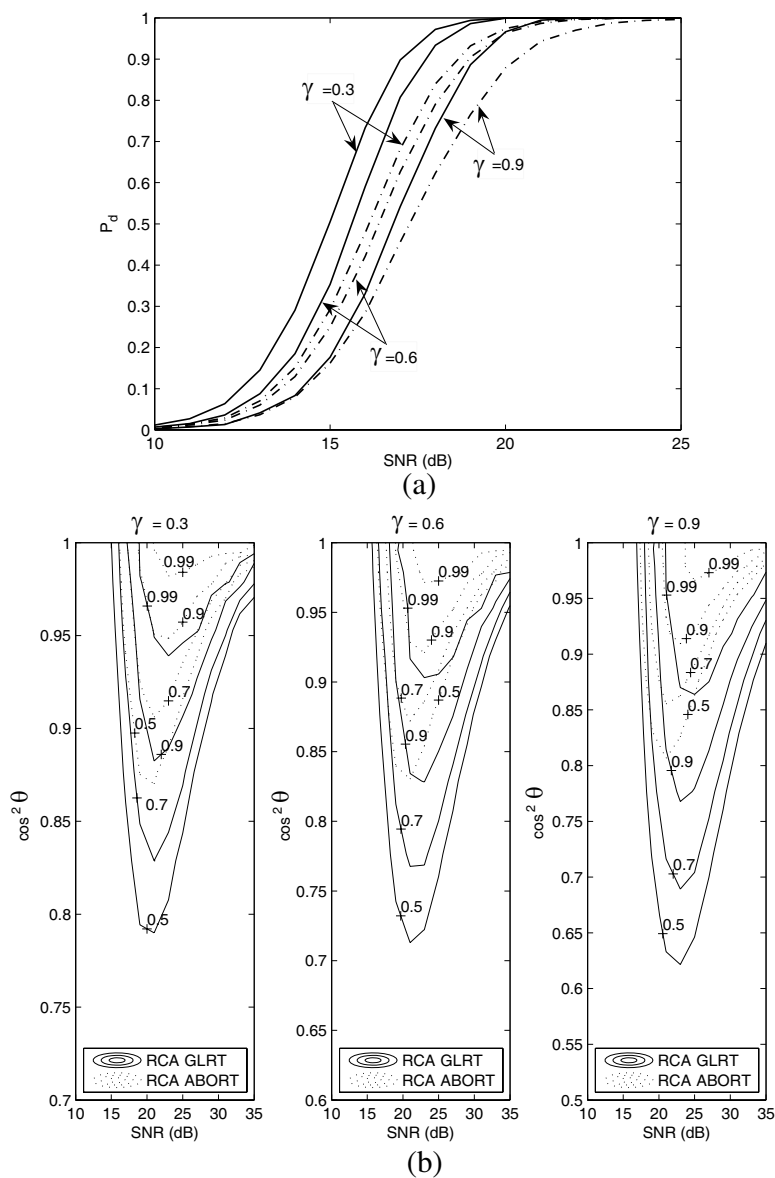 1
0.9
0.8
0.7
0.6
0.5
0.4
0.3
0.2
0.1
0
P_d
γ =0.3
γ =0.9
γ =0.6
10 15 20 25
SNR (dB)
(a)
γ = 0.3
1
0.95
0.9
0.85
0.8
0.75
0.7
cos² θ
0.99
0.99
0.9
0.7
0.5
0.9
0.7
0.5
RCA GLRT
RCA ABORT
10 15 20 25 30 35
SNR (dB)
γ = 0.6
1
0.95
0.9
0.85
0.8
0.75
0.7
0.65
0.6
cos² θ
0.99
0.99
0.9
0.7
0.5
0.9
0.7
0.5
RCA GLRT
RCA ABORT
10 15 20 25 30 35
SNR (dB)
γ = 0.9
1
0.95
0.9
0.85
0.8
0.75
0.7
0.65
0.6
0.55
0.5
cos² θ
0.99
0.99
0.9
0.7
0.5
0.9
0.7
0.5
RCA GLRT
RCA ABORT
10 15 20 25 30 35
SNR (dB)
(b)